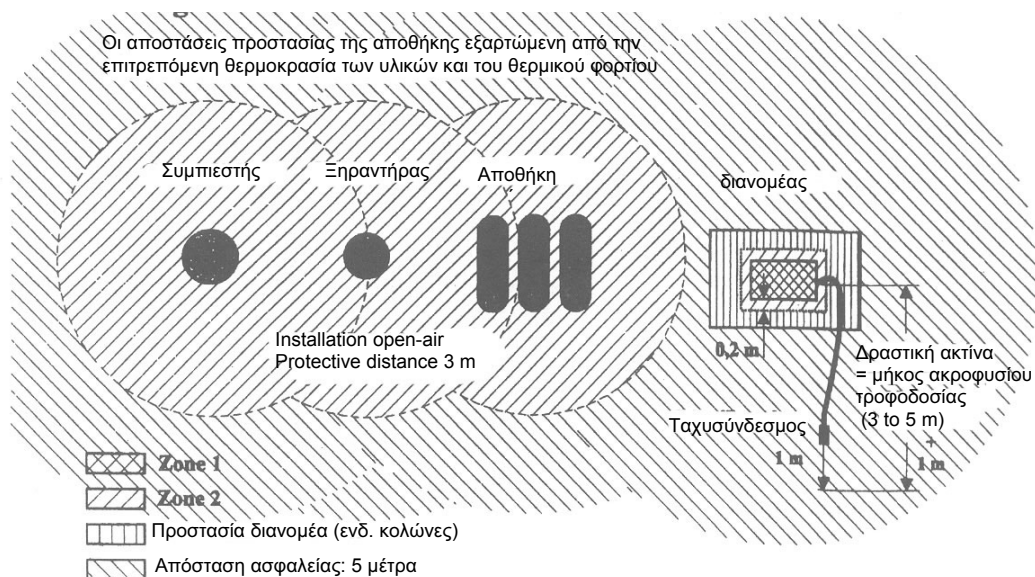 Οι αποστάσεις προστασίας της αποθήκης εξαρτώμενη από την
επιτρεπόμενη θερμοκρασία των υλικών και του θερμικού φορτίου
Συμπιεστής
Ξηραντήρας
Αποθήκη
διανομέας
Installation open-air
Protective distance 3 m
0,2 m
Δραστική ακτίνα
= μήκος ακροφυσίου
τροφοδοσίας
(3 to 5 m)
+
Ταχυσύνδεσμος
1 m
1 m
Zone 1
Zone 2
Προστασία διανομέα (ενδ. κολώνες)
Απόσταση ασφαλείας: 5 μέτρα